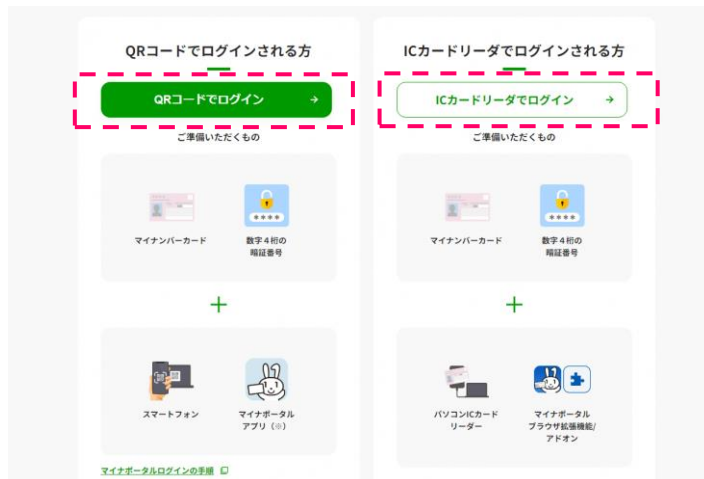 QRコードでログインされる方
QRコードでログイン →
ご準備いただくもの
マイナンバーカード
数字4桁の
暗証番号
+
スマートフォン
マイナポータル
アプリ（※）
マイナポータルログインの手順
ICカードリーダでログインされる方
ICカードリーダでログイン →
ご準備いただくもの
マイナンバーカード
数字4桁の
暗証番号
+
パソコンICカード
リーダー
マイナポータル
ブラウザ拡張機能/
アドオン